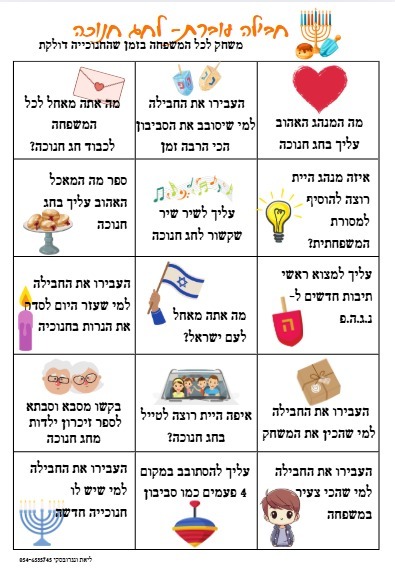 חבילה עוברת- לחג חנוכה
משחק לכל המשפחה בזמן שהחנוכייה דולקת
מה המנהג האהוב
עליך בחג חנוכה
העבירו את החבילה
למי שיסובב את הסביבון
הכי הרבה זמן
מה אתה מאחל לכל
המשפחה
לכבוד חג חנוכה?
איזה מנהג היית
רוצה להוסיף
למסורת
המשפחתית?
עליך לשיר שיר
שקשור לחג חנוכה
ספר מה המאכל
האהוב עליך בחג
חנוכה
עליך למצוא ראשי
תיבות חדשים ל-
נ.ג.ה.פ
ה
מה אתה מאחל
לעם ישראל?
העבירו את החבילה
למי שעזר היום לסדר
את הנרות בחנוכיה
העבירו את החבילה
למי שהכין את המשחק
איפה היית רוצה לטייל
בחג חנוכה?
בקשו מסבא וסבתא
לספר זיכרון ילדות
מחג חנוכה
העבירו את החבילה
למי שהכי צעיר
במשפחה
עליך להסתובב במקום
4 פעמים כמו סביבון
העבירו את החבילה
למי שיש לו
חנוכייה חדשה
ליאת ונגרובסקי 054-6535745